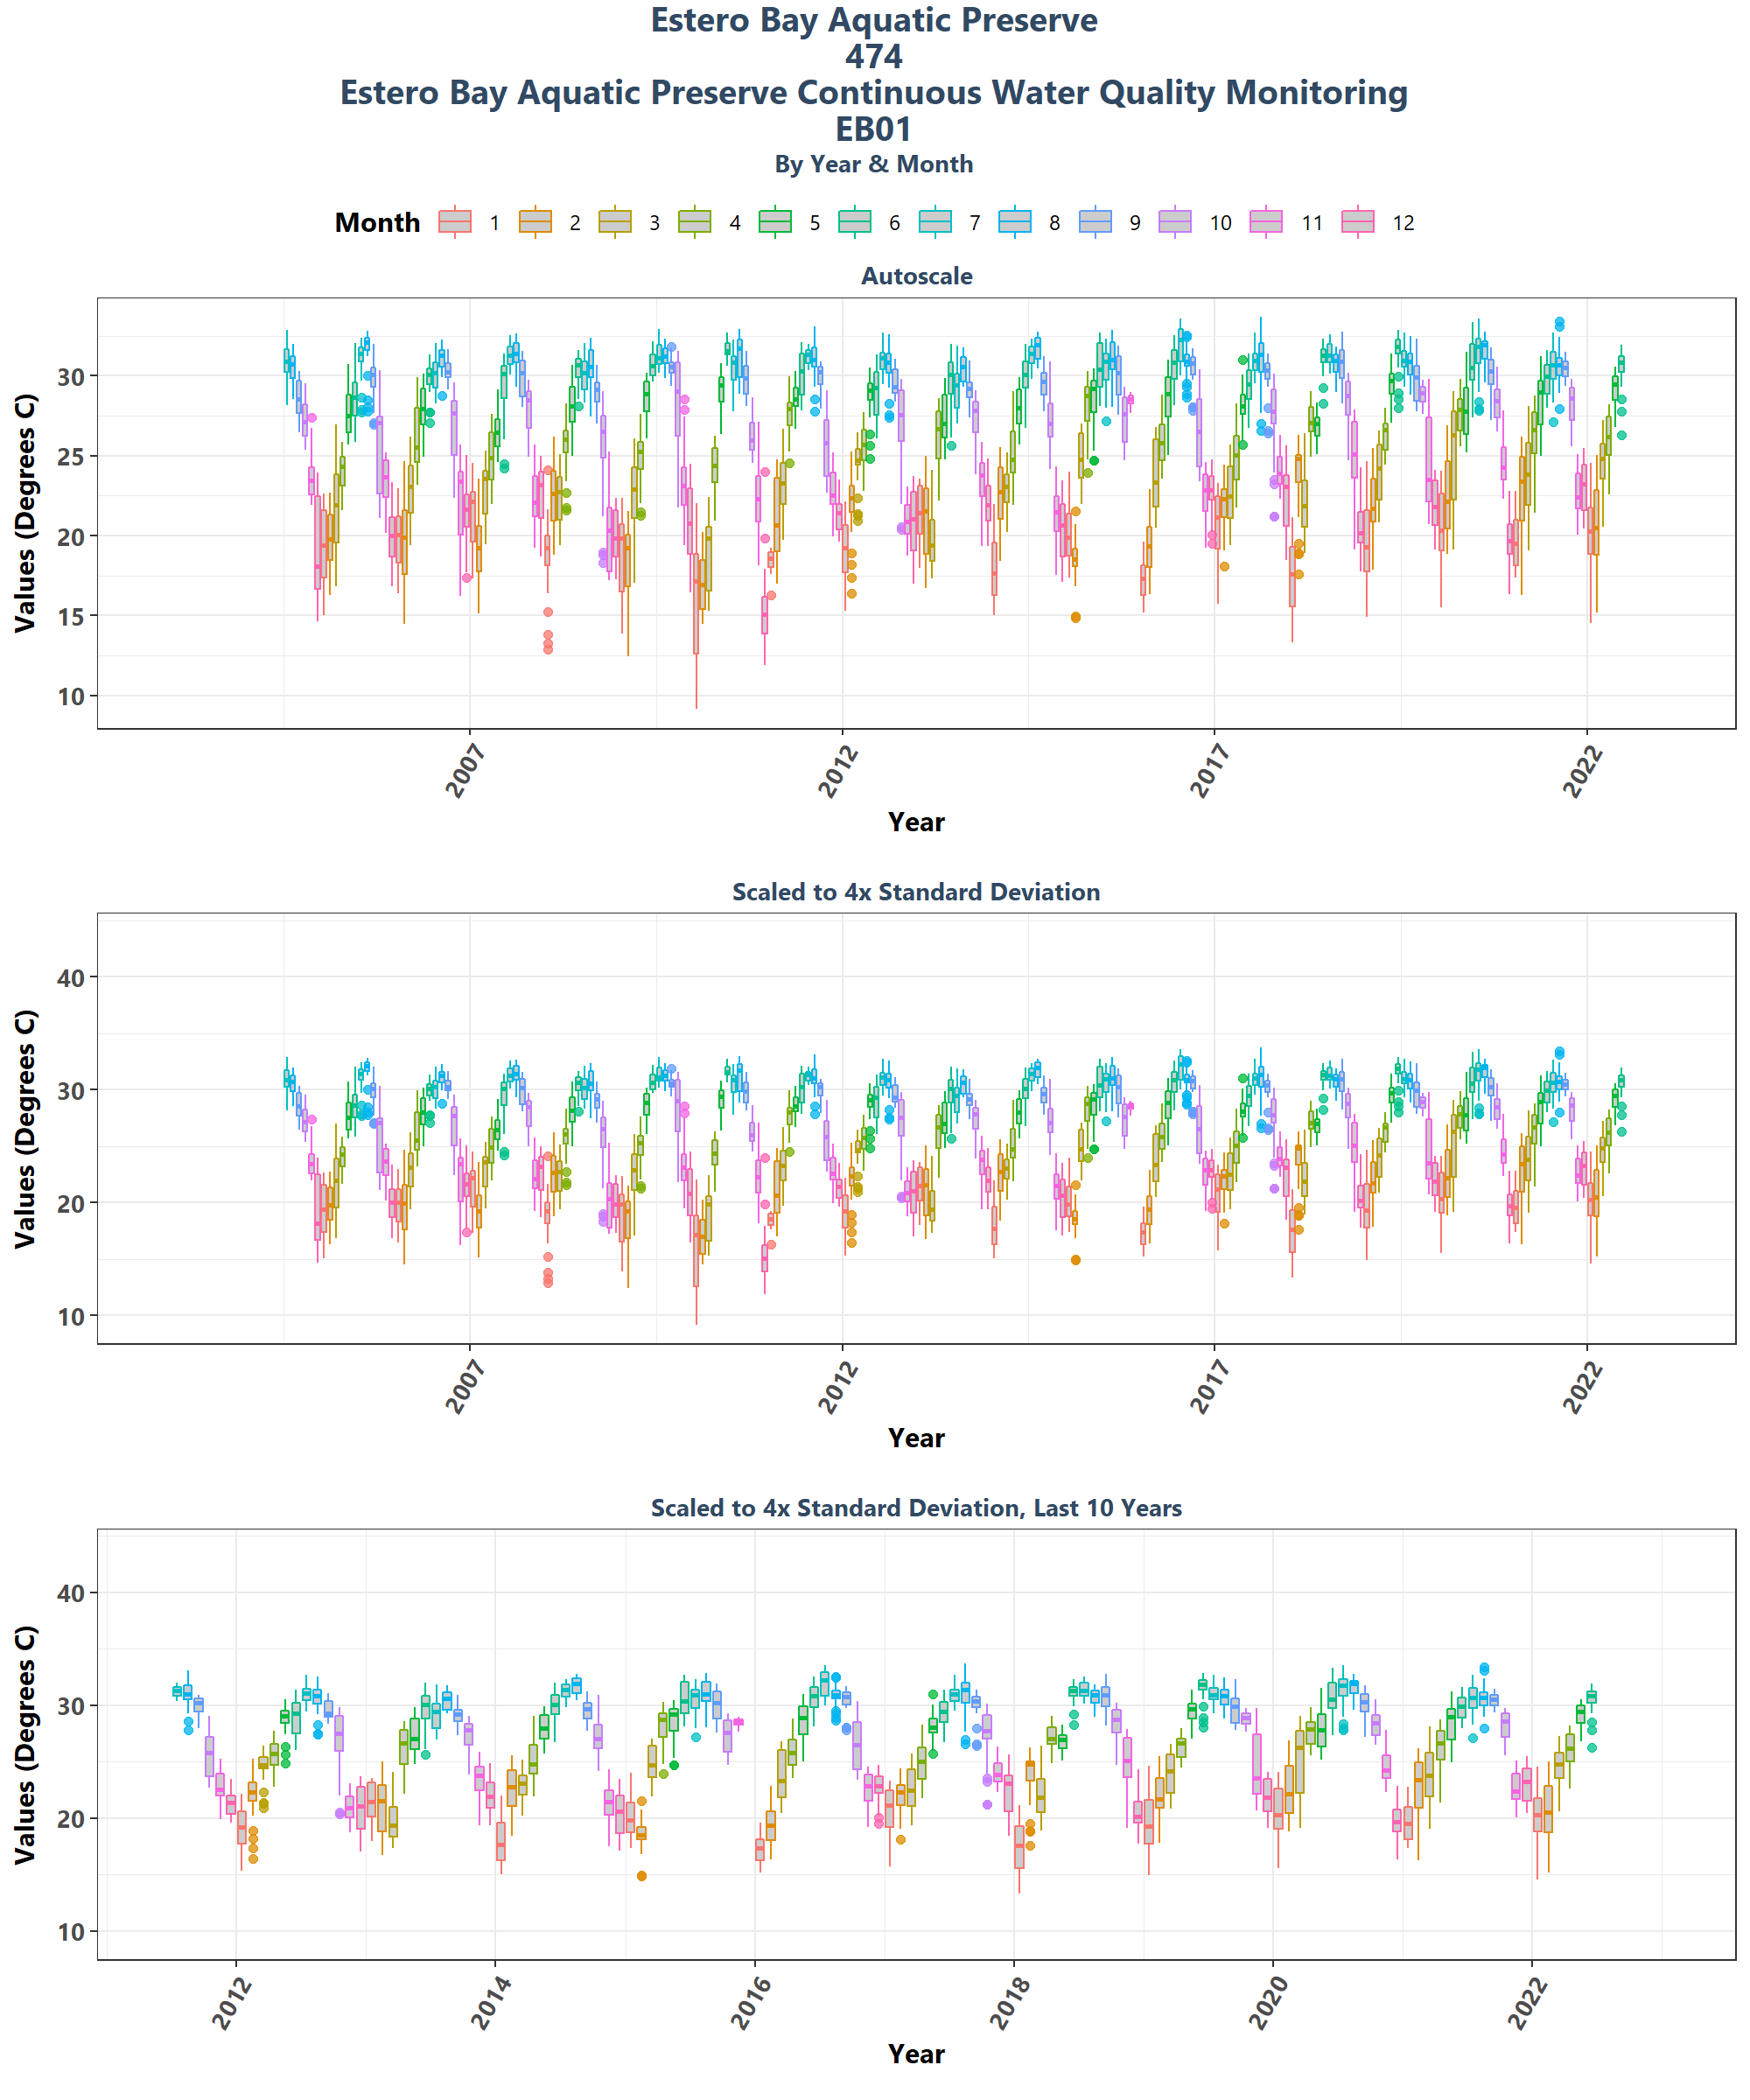 Estero Bay Aquatic Preserve
474
Estero Bay Aquatic Preserve Continuous Water Quality Monitoring
EB01
By Year & Month
Month 1 2 3 4 5 6 7 8 9 10 11 12
Autoscale
Values (Degrees C)
30
25
20
15
10
2007 2012 2017 2022
Year
Scaled to 4x Standard Deviation
Values (Degrees C)
40
30
20
10
2007 2012 2017 2022
Year
Scaled to 4x Standard Deviation, Last 10 Years
Values (Degrees C)
40
30
20
10
2012 2014 2016 2018 2020 2022
Year